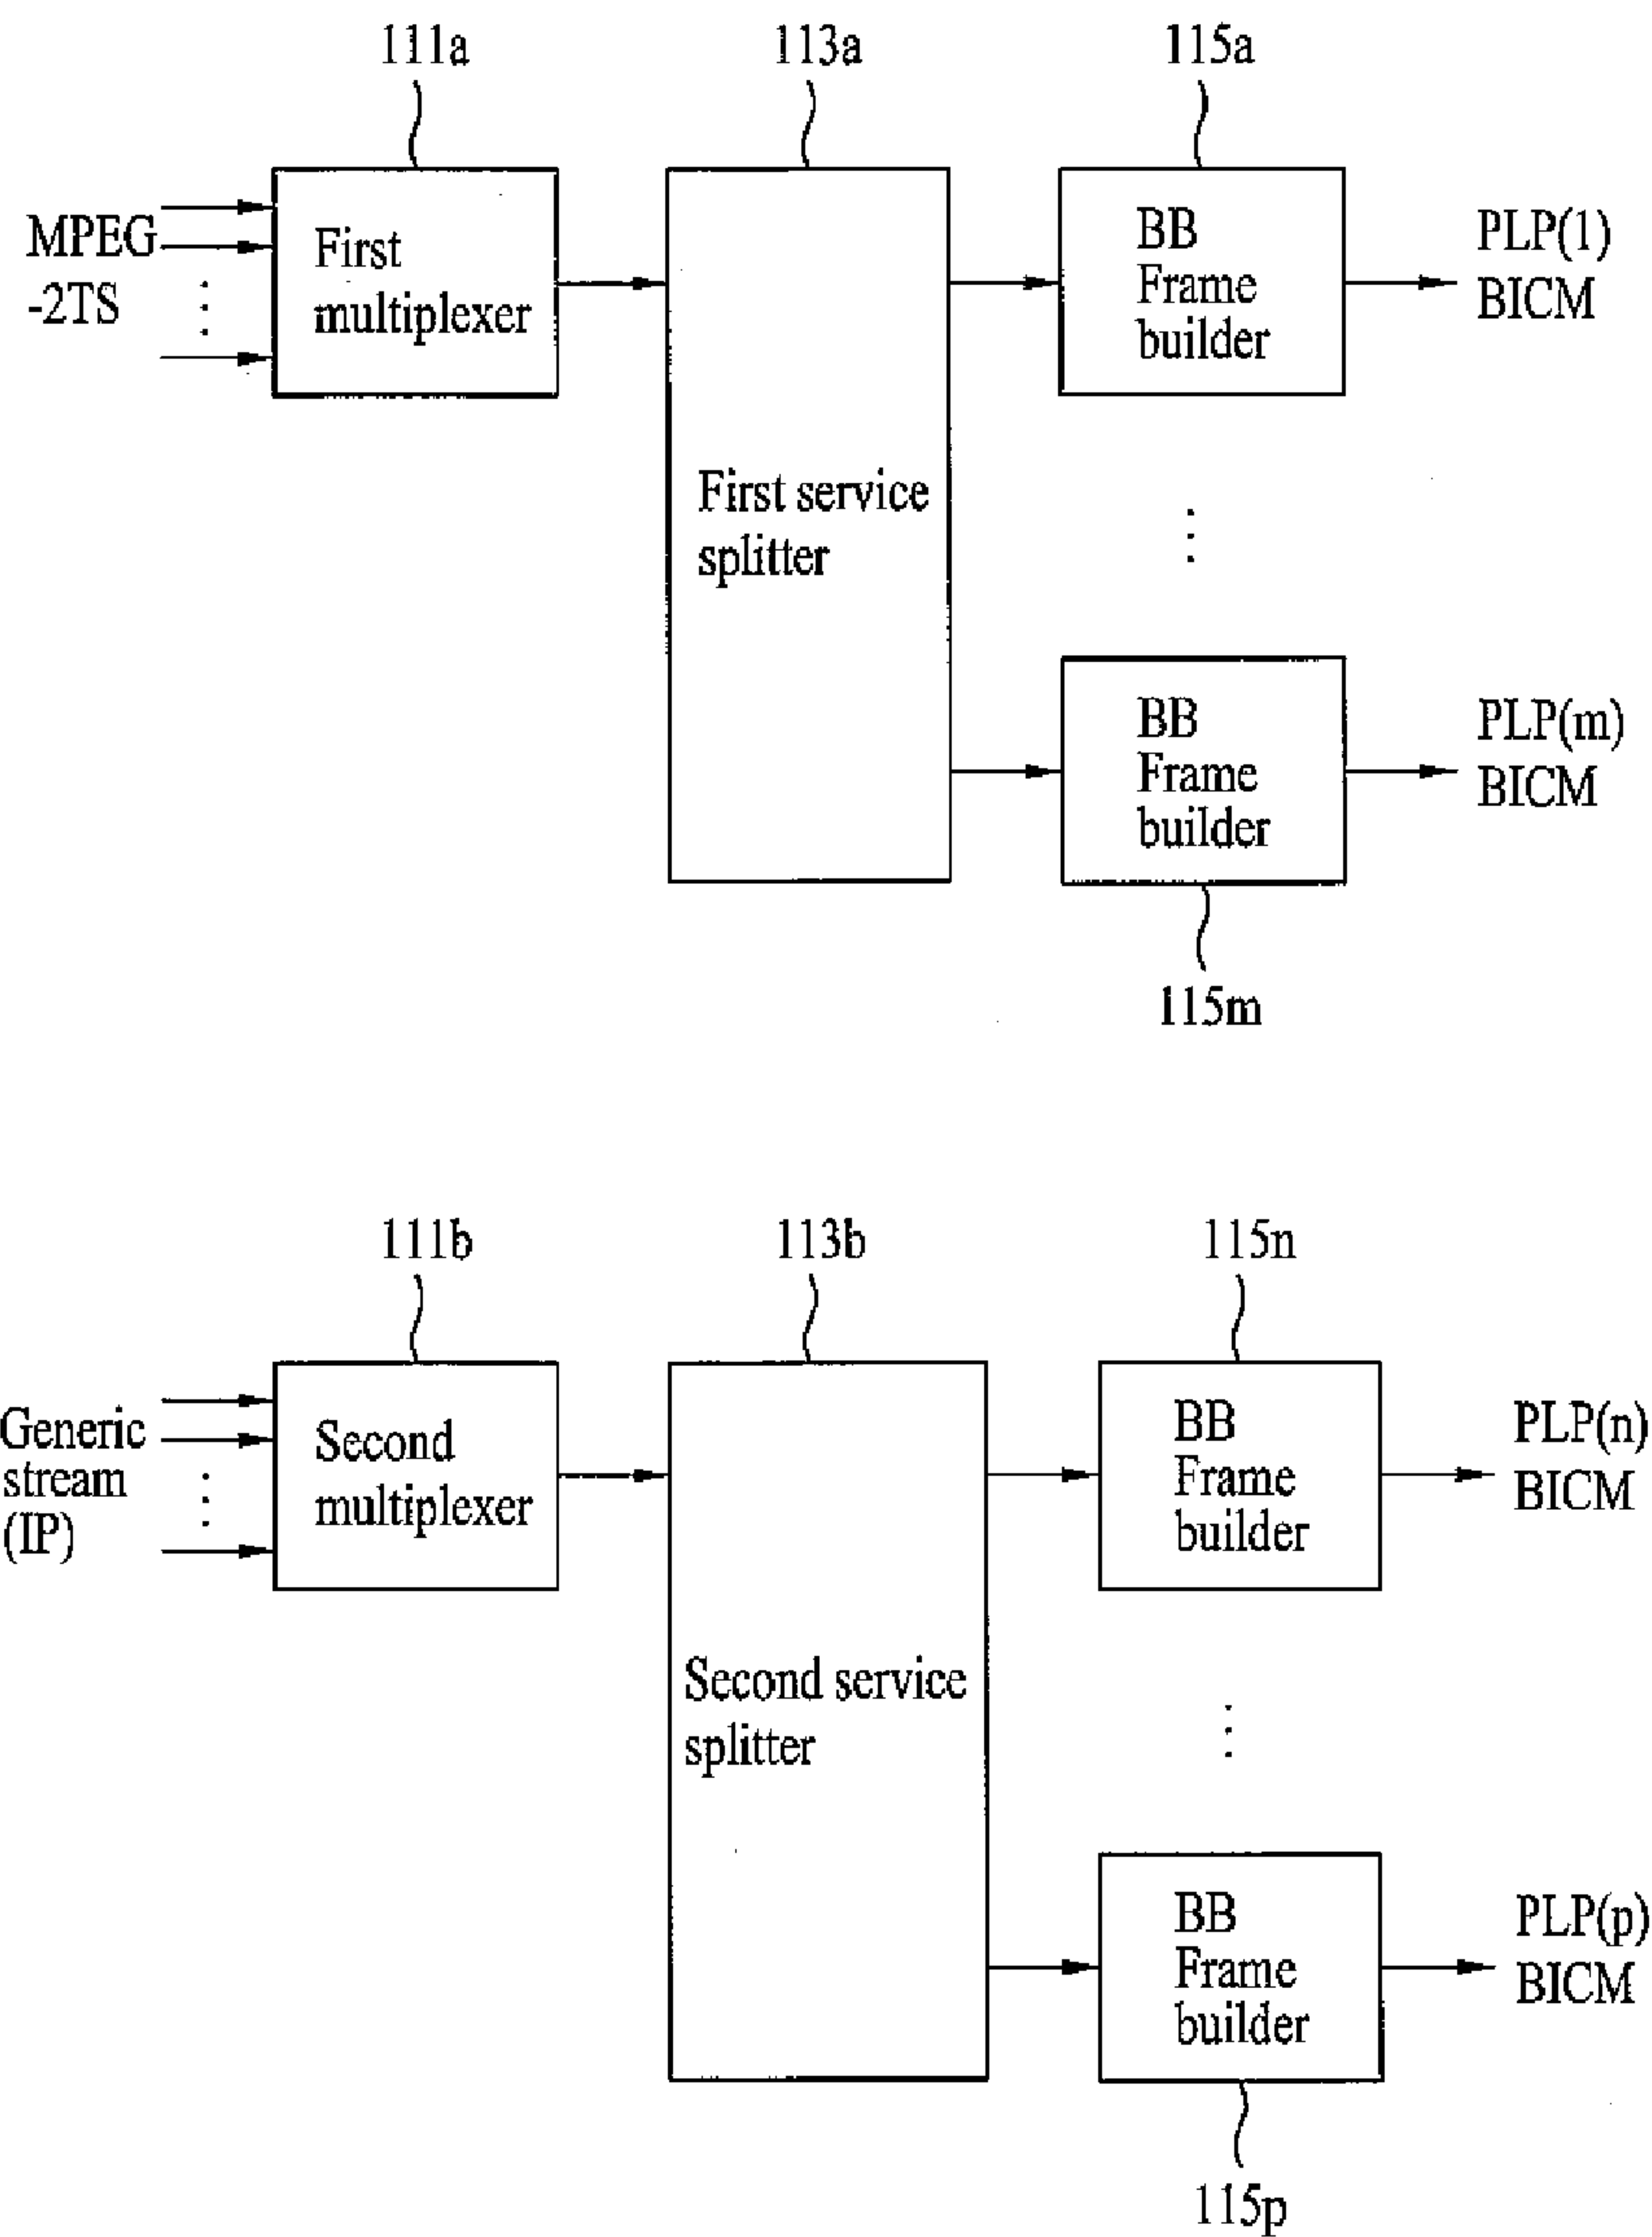 111a
113a
115a
MPEG
-2TS
First
multiplexer
First service
splitter
BB
Frame
builder
PLP(1)
BICM
BB
Frame
builder
PLP(m)
BICM
115m
111b
113b
115n
Generic
stream
(IP)
Second
multiplexer
Second service
splitter
BB
Frame
builder
PLP(n)
BICM
BB
Frame
builder
PLP(p)
BICM
115p